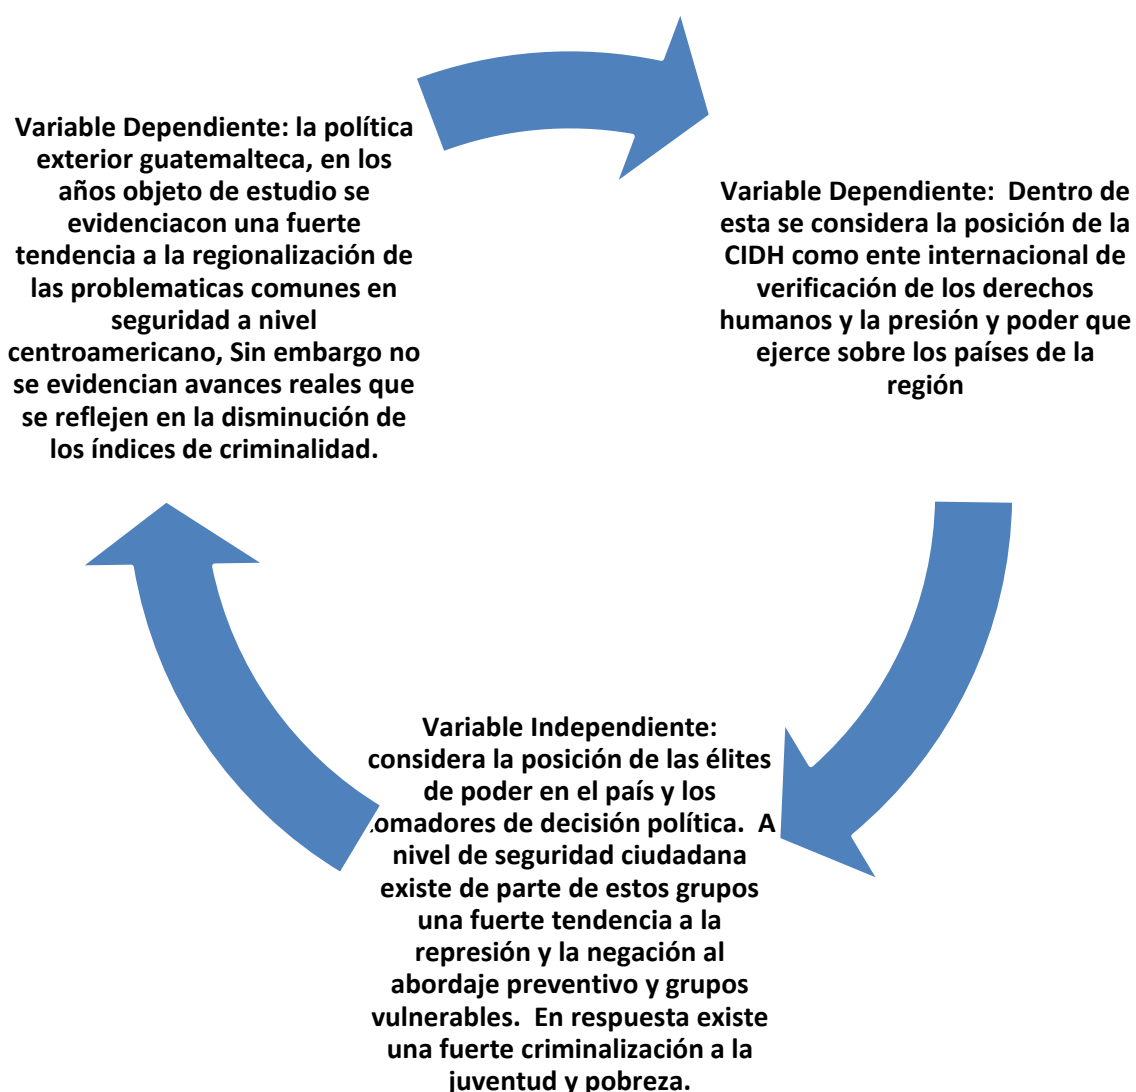 Variable Dependiente: la política
exterior guatemalteca, en los
años objeto de estudio se
evidenciacon una fuerte
tendencia a la regionalización de
las problematicas comunes en
seguridad a nivel
centroamericano, Sin embargo no
se evidencian avances reales que
se reflejen en la disminución de
los índices de criminalidad.
Variable Dependiente:  Dentro de
esta se considera la posición de la
CIDH como ente internacional de
verificación de los derechos
humanos y la presión y poder que
ejerce sobre los países de la
región
Variable Independiente:
considera la posición de las élites
de poder en el país y los
tomadores de decisión política.  A
nivel de seguridad ciudadana
existe de parte de estos grupos
una fuerte tendencia a la
represión y la negación al
abordaje preventivo y grupos
vulnerables.  En respuesta existe
una fuerte criminalización a la
juventud y pobreza.